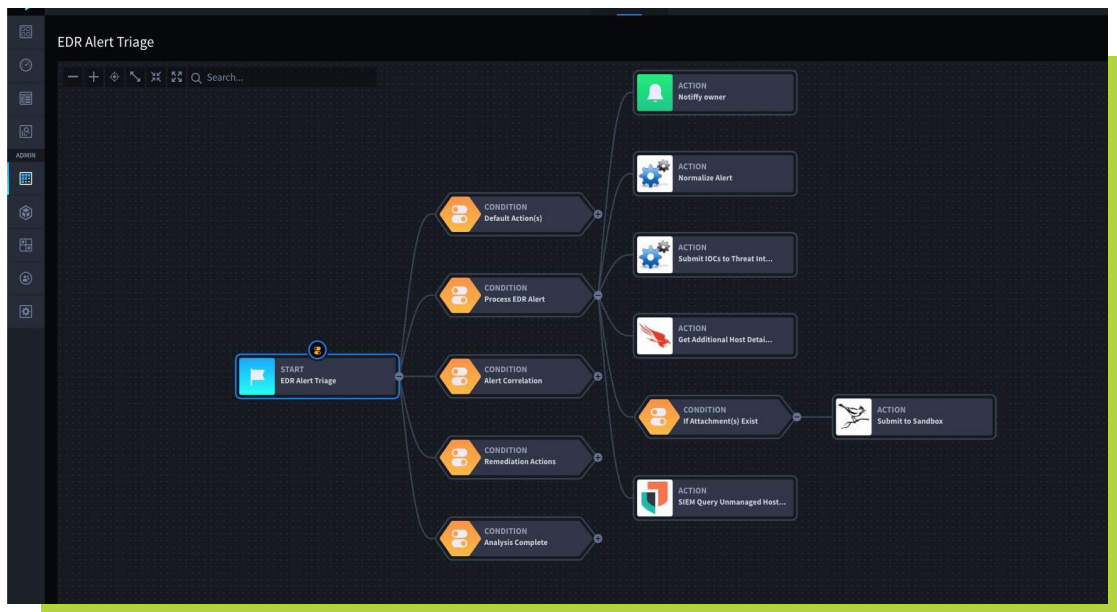 EDR Alert Triage
Search...
ADMIN
ACTION
Notiffy owner
ACTION
Normalize Alert
CONDITION
Default Action(s)
ACTION
Submit IOCs to Threat Int...
CONDITION
Process EDR Alert
ACTION
Get Additional Host Detai...
START
EDR Alert Triage
CONDITION
Alert Correlation
CONDITION
If Attachment(s) Exist
ACTION
Submit to Sandbox
CONDITION
Remediation Actions
ACTION
SIEM Query Unmanaged Host...
CONDITION
Analysis Complete